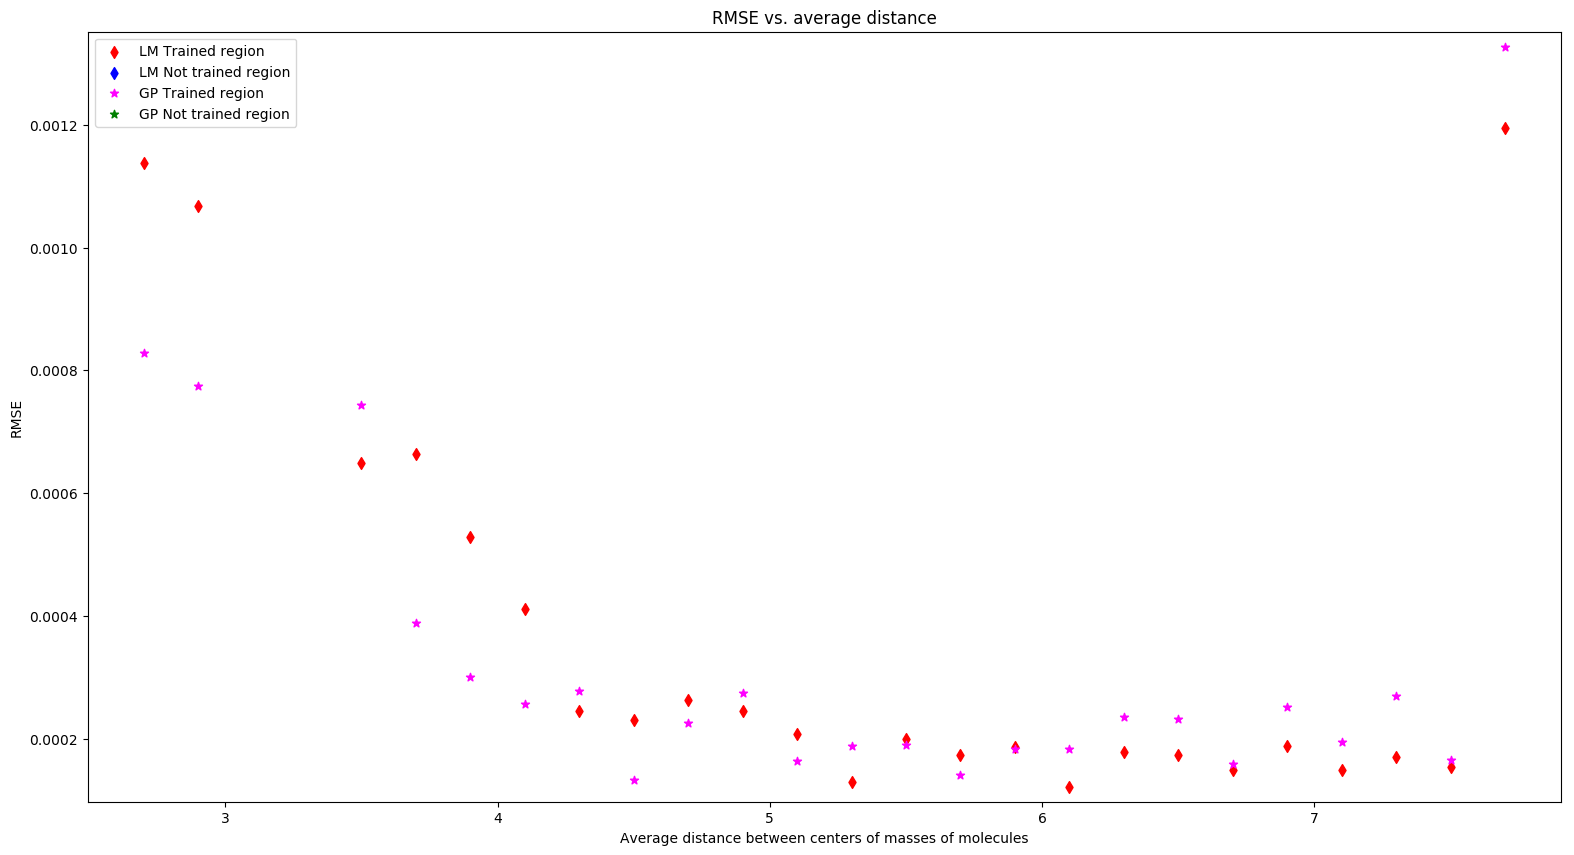 RMSE vs. average distance
LM Trained region
LM Not trained region
GP Trained region
GP Not trained region
0.0012
0.0010
0.0008
0.0006
0.0004
0.0002
RMSE
3
4
5
6
7
Average distance between centers of masses of molecules